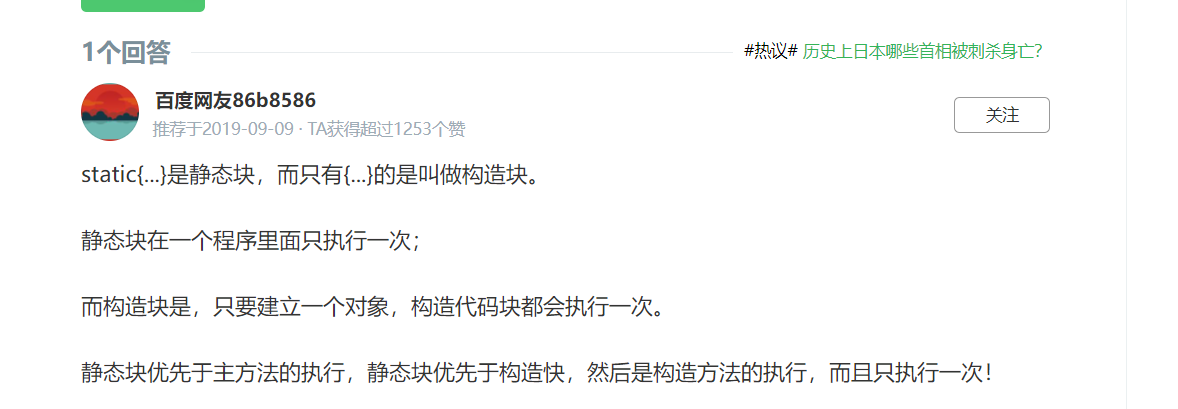 1个回答
#热议# 历史上日本哪些首相被刺杀身亡?
百度网友86b8586
推荐于2019-09-09 · TA获得超过1253个赞
关注
static{...}是静态块，而只有{...}的是叫做构造块。
静态块在一个程序里面只执行一次；
而构造块是，只要建立一个对象，构造代码块都会执行一次。
静态块优先于主方法的执行，静态块优先于构造快，然后是构造方法的执行，而且只执行一次！